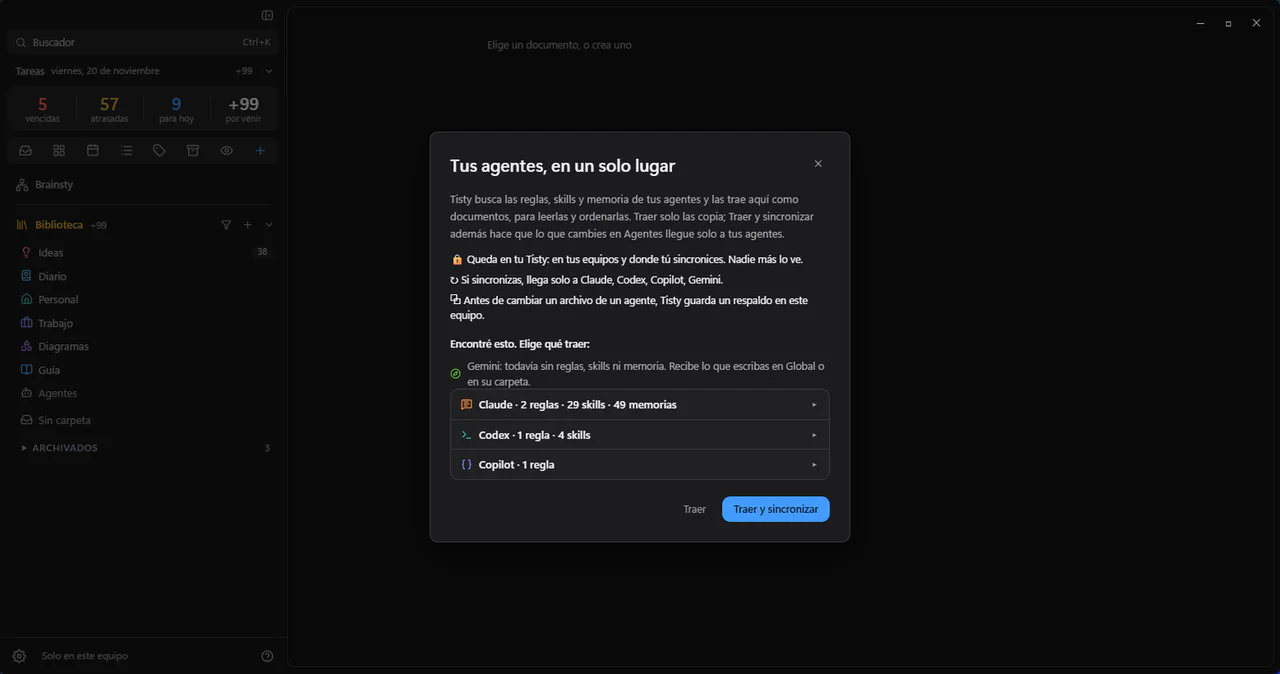 Buscador
Ctrl+K
Tareas viernes, 20 de noviembre +99
5 57 9 +99
vencidas atrasadas para hoy por venir
Brainsty
Biblioteca +99
Ideas 38
Diario
Personal
Trabajo
Diagramas
Guía
Agentes
Sin carpeta
ARCHIVADOS 3
Solo en este equipo
Elige un documento, o crea uno
Tus agentes, en un solo lugar
Tisty busca las reglas, skills y memoria de tus agentes y las trae aquí como
documentos, para leerlas y ordenarlas. Traer solo las copia; Traer y sincronizar
además hace que lo que cambies en Agentes llegue solo a tus agentes.
Queda en tu Tisty: en tus equipos y donde tú sincronices. Nadie más lo ve.
↻ Si sincronizas, llega solo a Claude, Codex, Copilot, Gemini.
Antes de cambiar un archivo de un agente, Tisty guarda un respaldo en este
equipo.
Encontré esto. Elige qué traer:
Gemini: todavía sin reglas, skills ni memoria. Recibe lo que escribas en Global o
en su carpeta.
Claude · 2 reglas · 29 skills · 49 memorias
Codex · 1 regla · 4 skills
Copilot · 1 regla
Traer
Traer y sincronizar